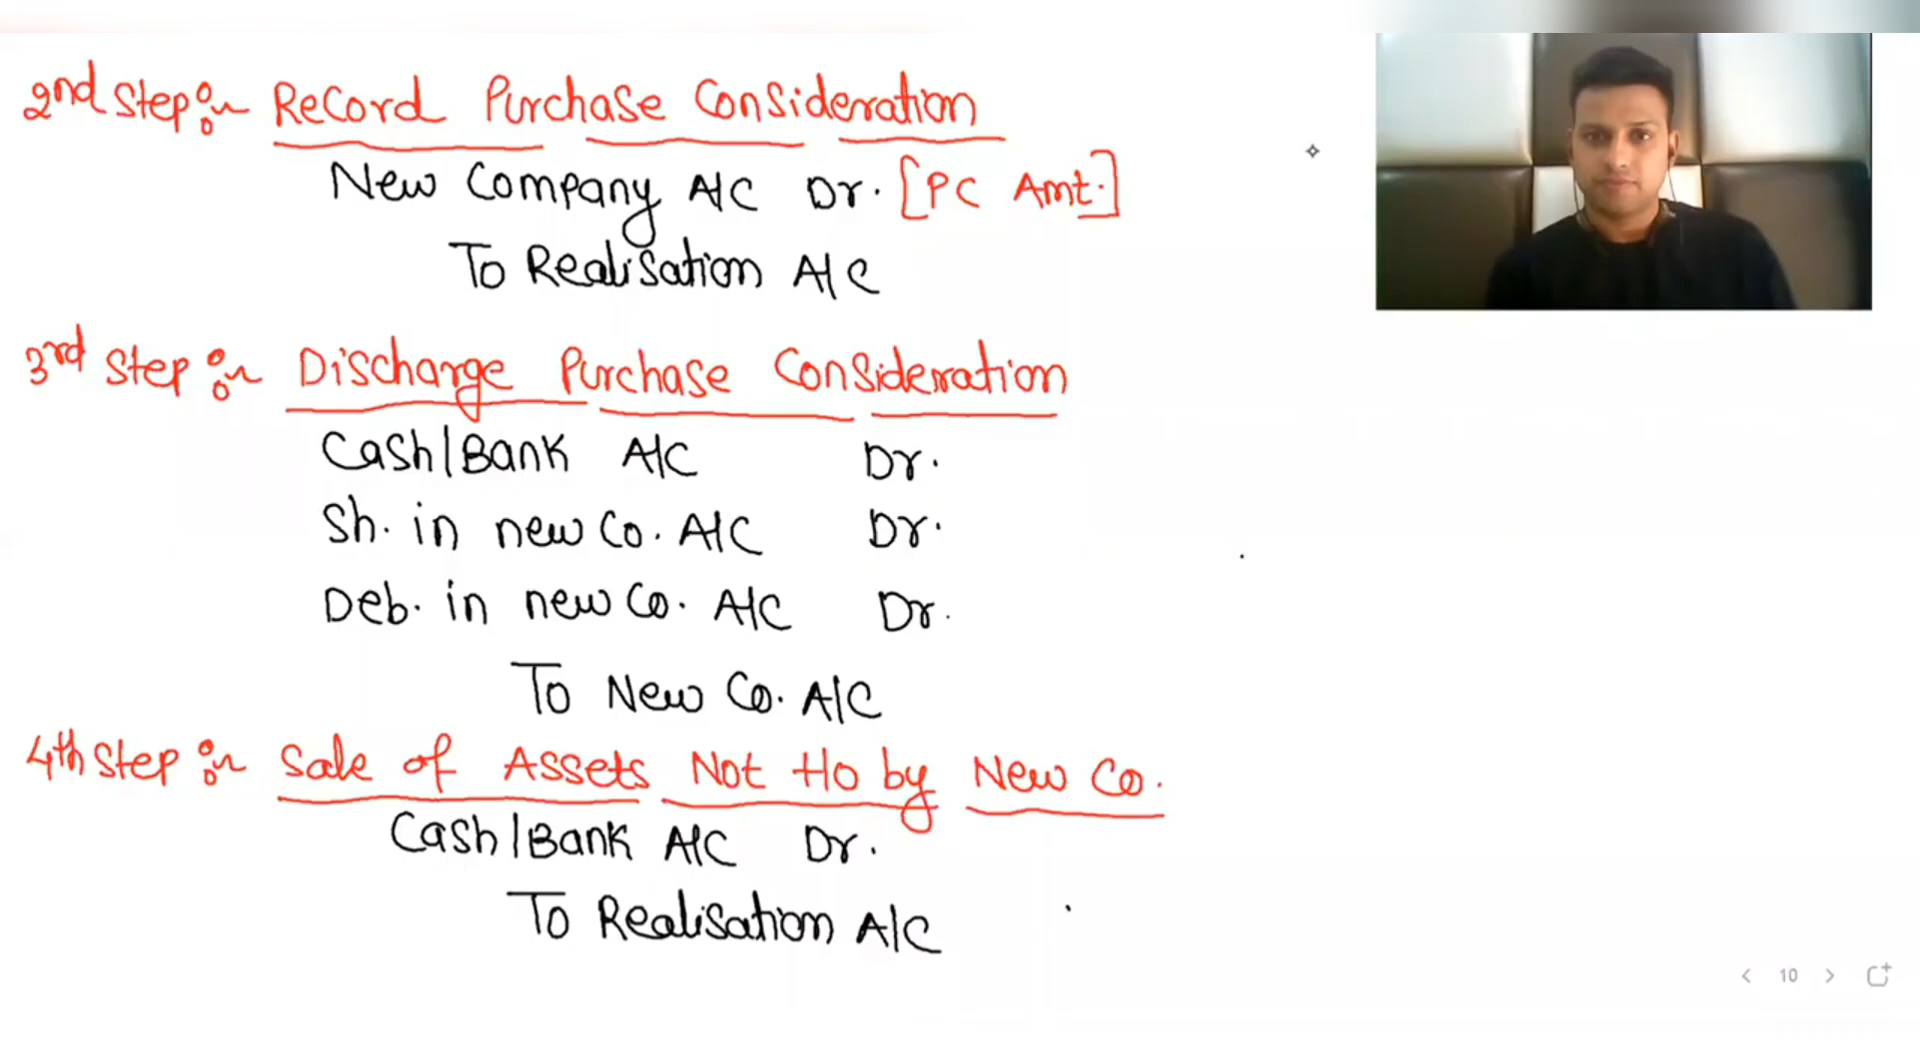 2nd Step :- Record Purchase Consideration
New Company A/C Dr. [PC Amt.]
To Realisation A/C
3rd Step :- Discharge Purchase Consideration
Cash/Bank A/C Dr.
Sh. in new Co. A/C Dr.
Deb. in new Co. A/C Dr.
To New Co. A/C
4th Step :- Sale of Assets Not t/o by New Co.
Cash/Bank A/C Dr.
To Realisation A/C
10